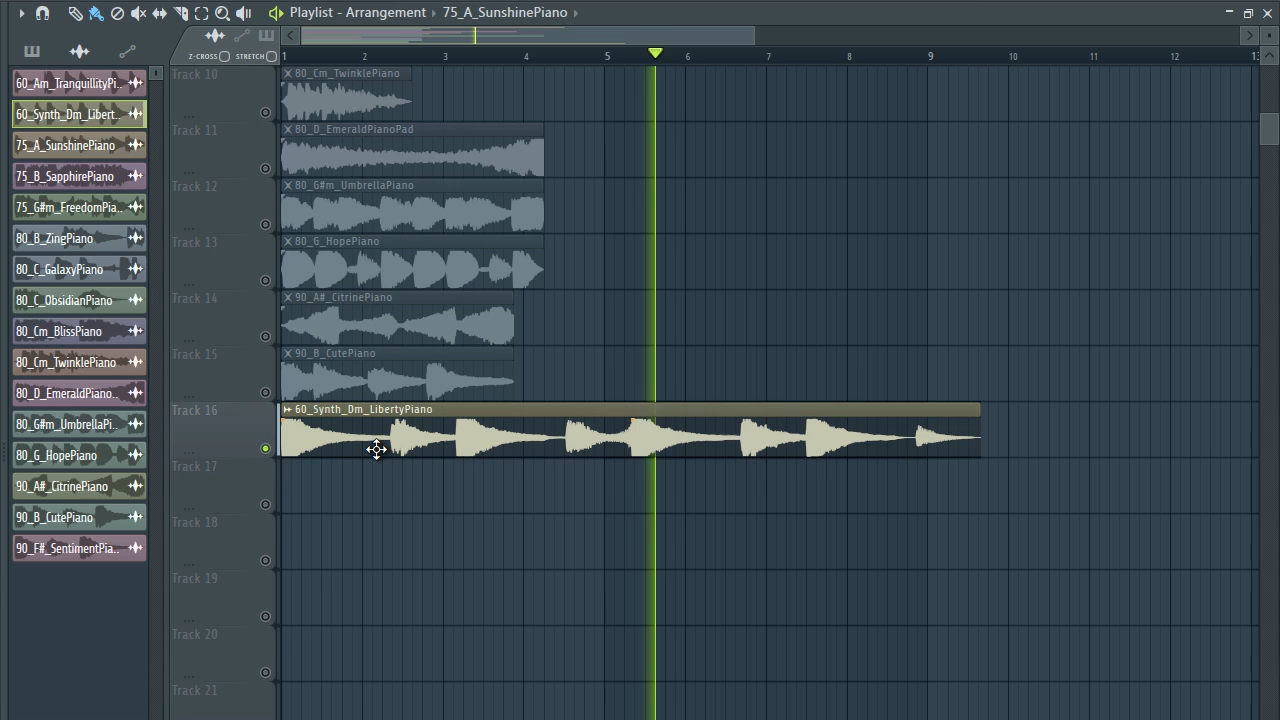 Playlist - Arrangement ▸ 75_A_SunshinePiano ▸
Z-CROSS STRETCH
1 2 3 4 5 6 7 8 9 10 11 12 13
60_Am_TranquillityPi..
60_Synth_Dm_Libert..
75_A_SunshinePiano
75_B_SapphirePiano
75_G#m_FreedomPia..
80_B_ZingPiano
80_C_GalaxyPiano
80_C_ObsidianPiano
80_Cm_BlissPiano
80_Cm_TwinklePiano
80_D_EmeraldPiano..
80_G#m_UmbrellaPi..
80_G_HopePiano
90_A#_CitrinePiano
90_B_CutePiano
90_F#_SentimentPia..
Track 10
80_Cm_TwinklePiano
Track 11
80_D_EmeraldPianoPad
Track 12
80_G#m_UmbrellaPiano
Track 13
80_G_HopePiano
Track 14
90_A#_CitrinePiano
Track 15
90_B_CutePiano
Track 16
60_Synth_Dm_LibertyPiano
Track 17
Track 18
Track 19
Track 20
Track 21